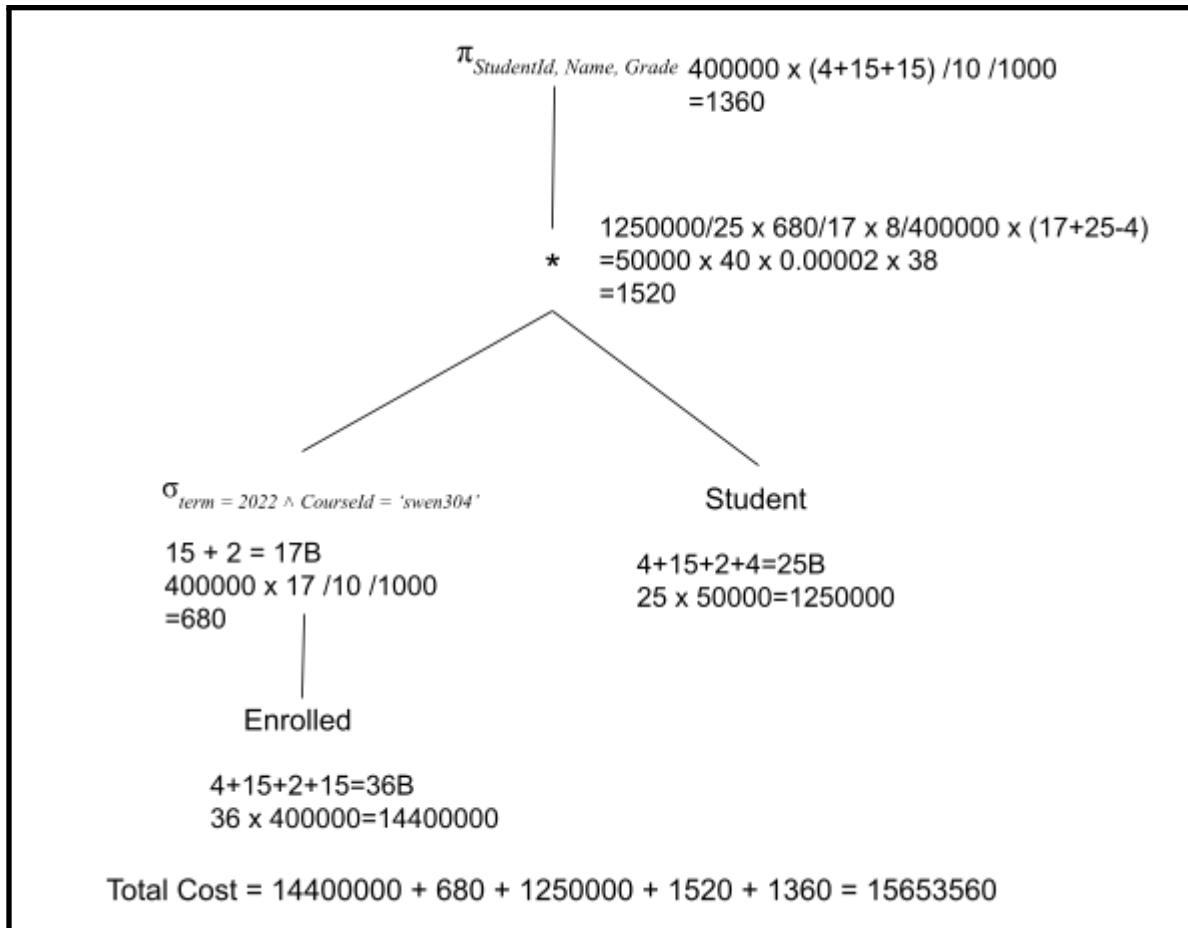 π StudentId, Name, Grade 400000 x (4+15+15) /10 /1000
=1360
1250000/25 x 680/17 x 8/400000 x (17+25-4)
* =50000 x 40 x 0.00002 x 38
=1520
σ term = 2022 ^ CourseId = ‘swen304’
15 + 2 = 17B
400000 x 17 /10 /1000
=680
Student
4+15+2+4=25B
25 x 50000=1250000
Enrolled
4+15+2+15=36B
36 x 400000=14400000
Total Cost = 14400000 + 680 + 1250000 + 1520 + 1360 = 15653560